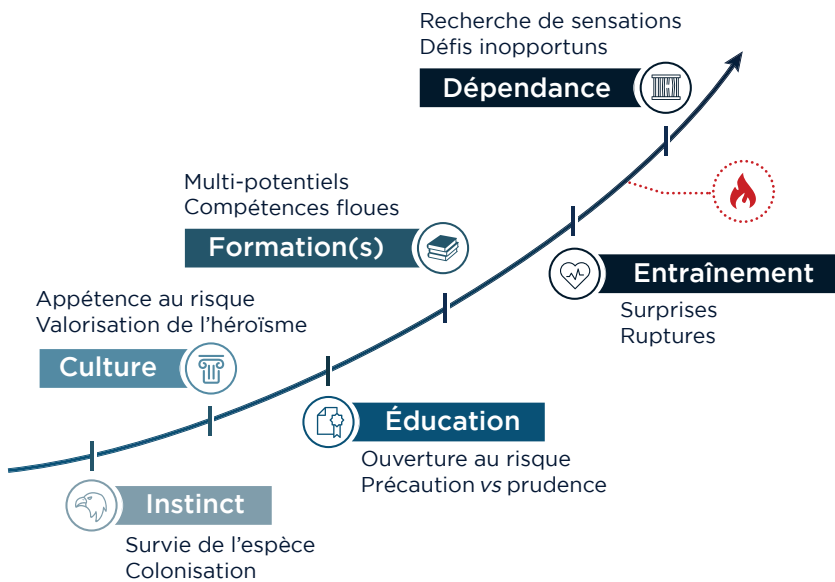 Recherche de sensations
Défis inopportuns
Dépendance
Multi-potentiels
Compétences floues
Formation(s)
Entraînement
Surprises
Ruptures
Appétence au risque
Valorisation de l'héroïsme
Culture
Éducation
Ouverture au risque
Précaution vs prudence
Instinct
Survie de l'espèce
Colonisation